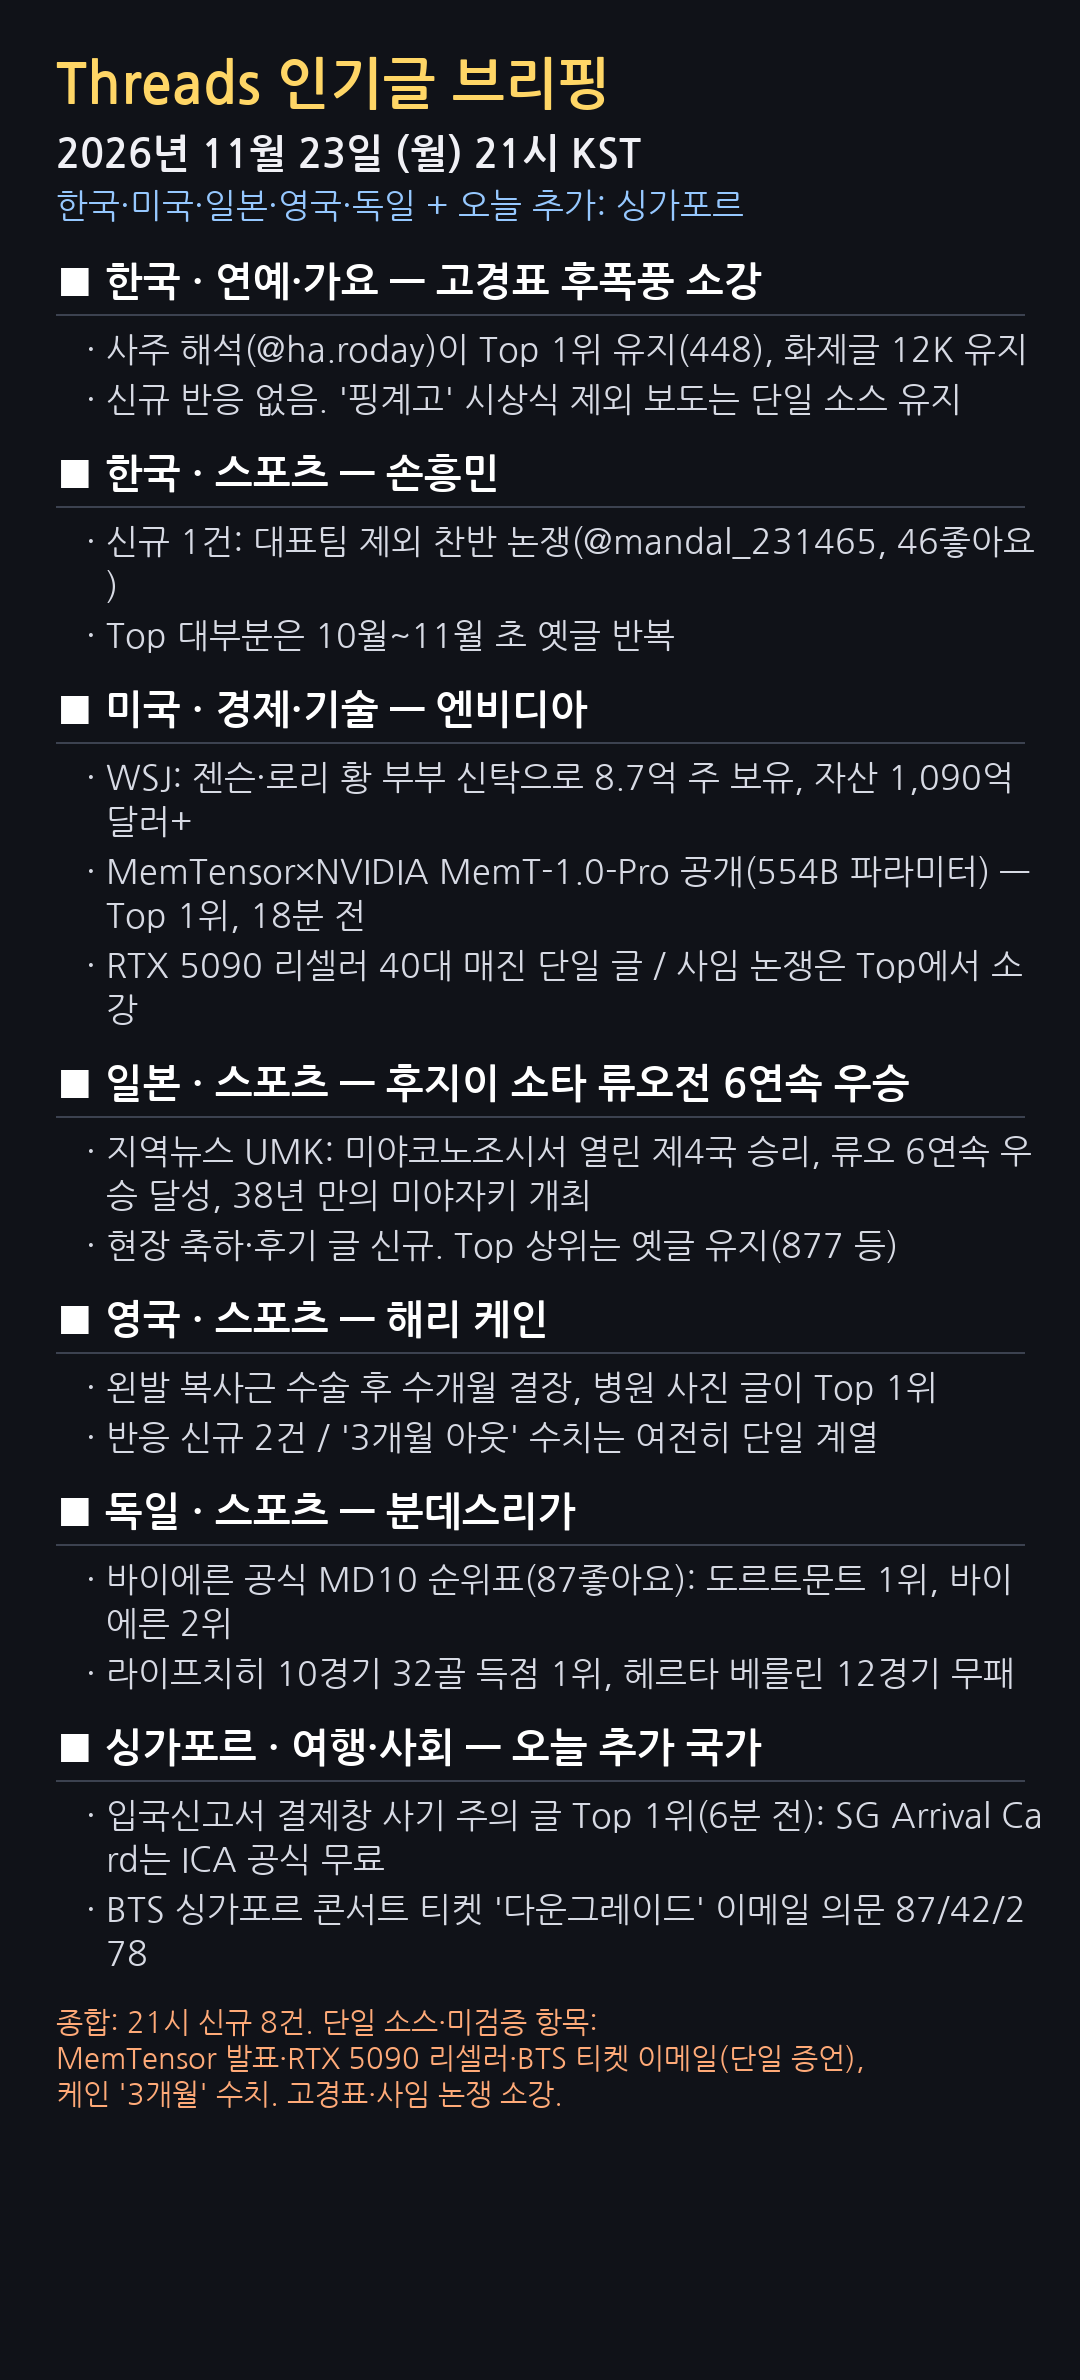 Threads 인기글 브리핑
2026년 11월 23일 (월) 21시 KST
한국·미국·일본·영국·독일 + 오늘 추가: 싱가포르
■ 한국 · 연예·가요 — 고경표 후폭풍 소강
· 사주 해석(@ha.roday)이 Top 1위 유지(448), 화제글 12K 유지
· 신규 반응 없음. '핑계고' 시상식 제외 보도는 단일 소스 유지
■ 한국 · 스포츠 — 손흥민
· 신규 1건: 대표팀 제외 찬반 논쟁(@mandal_231465, 46좋아요
)
· Top 대부분은 10월~11월 초 옛글 반복
■ 미국 · 경제·기술 — 엔비디아
· WSJ: 젠슨·로리 황 부부 신탁으로 8.7억 주 보유, 자산 1,090억
달러+
· MemTensor×NVIDIA MemT-1.0-Pro 공개(554B 파라미터) —
Top 1위, 18분 전
· RTX 5090 리셀러 40대 매진 단일 글 / 사임 논쟁은 Top에서 소
강
■ 일본 · 스포츠 — 후지이 소타 류오전 6연속 우승
· 지역뉴스 UMK: 미야코노조시서 열린 제4국 승리, 류오 6연속 우
승 달성, 38년 만의 미야자키 개최
· 현장 축하·후기 글 신규. Top 상위는 옛글 유지(877 등)
■ 영국 · 스포츠 — 해리 케인
· 왼발 복사근 수술 후 수개월 결장, 병원 사진 글이 Top 1위
· 반응 신규 2건 / '3개월 아웃' 수치는 여전히 단일 계열
■ 독일 · 스포츠 — 분데스리가
· 바이에른 공식 MD10 순위표(87좋아요): 도르트문트 1위, 바이
에른 2위
· 라이프치히 10경기 32골 득점 1위, 헤르타 베를린 12경기 무패
■ 싱가포르 · 여행·사회 — 오늘 추가 국가
· 입국신고서 결제창 사기 주의 글 Top 1위(6분 전): SG Arrival Ca
rd는 ICA 공식 무료
· BTS 싱가포르 콘서트 티켓 '다운그레이드' 이메일 의문 87/42/2
78
종합: 21시 신규 8건. 단일 소스·미검증 항목:
MemTensor 발표·RTX 5090 리셀러·BTS 티켓 이메일(단일 증언),
케인 '3개월' 수치. 고경표·사임 논쟁 소강.